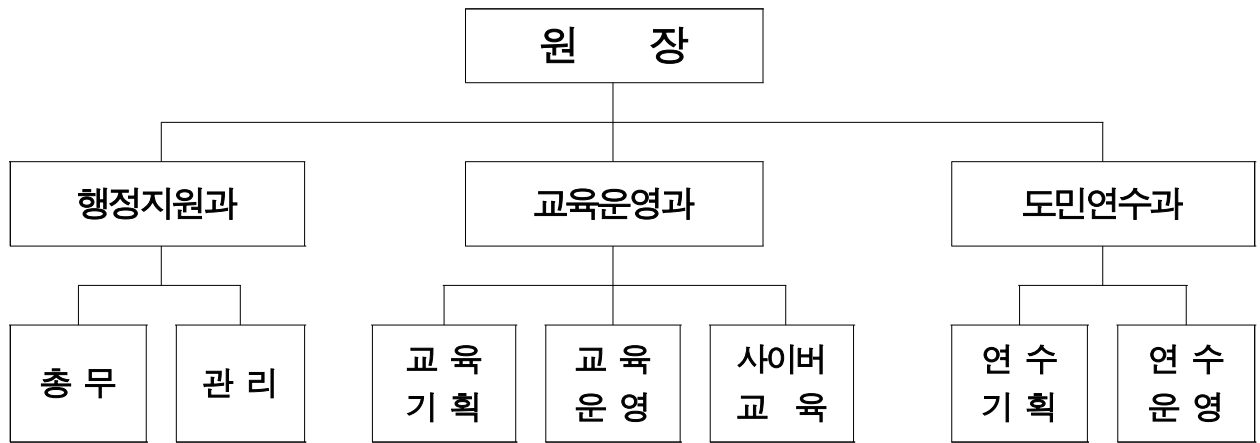 원 장
행정지원과
교육운영과
도민연수과
총 무
관 리
교 육
기 획
교 육
운 영
사이버
교 육
연 수
기 획
연 수
운 영